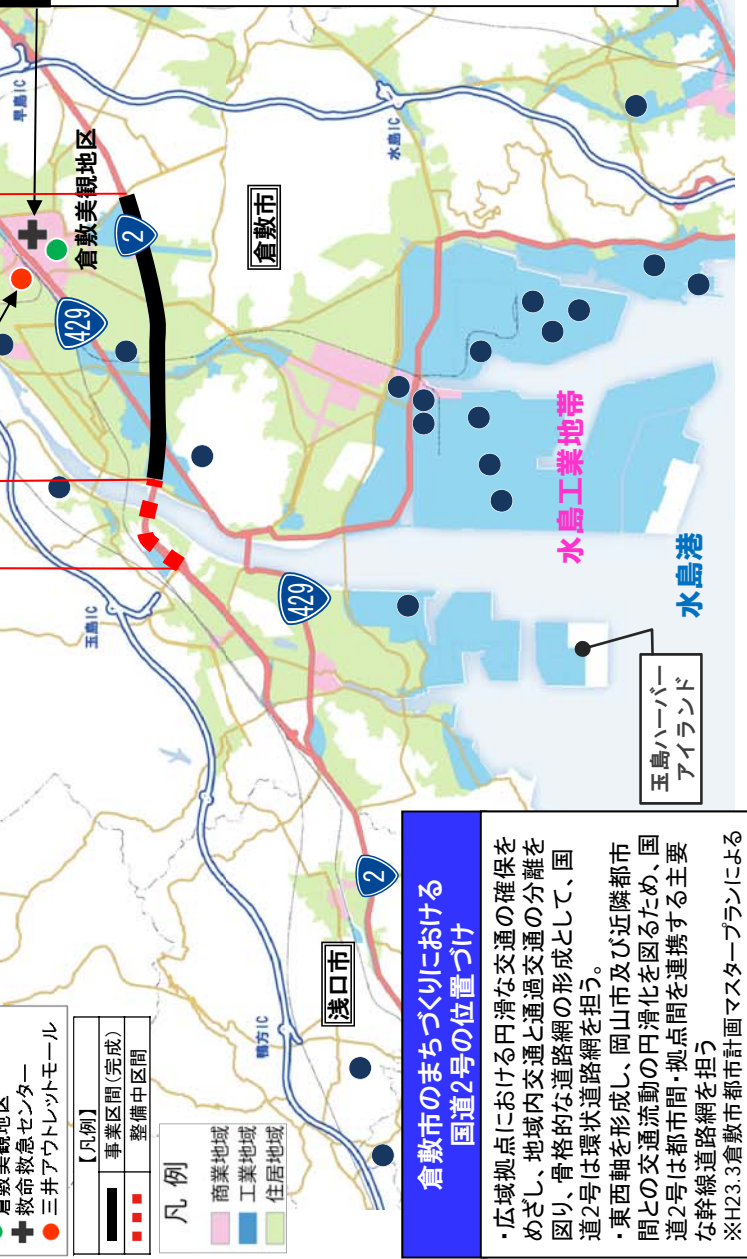 倉敷美観地区
救命救急センター
三井アウトレットモール
【凡例】
事業区間(完成)
整備中区間
凡例
商業地域
工業地域
住居地域
早島IC
倉敷美観地区
2
429
倉敷市
水島IC
玉島IC
429
水島工業地帯
水島港
玉島ハーバー
アイランド
2
浅口市
鴨方IC
倉敷市のまちづくりにおける
国道2号の位置づけ
・広域拠点における円滑な交通の確保を
めざし、地域内交通と通過交通の分離を
図り、骨格的な道路網の形成として、国
道2号は環状道路網を担う。
・東西軸を形成し、岡山市及び近隣都市
間との交通流動の円滑化を図るため、国
道2号は都市間・拠点間を連携する主要
な幹線道路網を担う
※H23.3倉敷市都市計画マスタープランによる